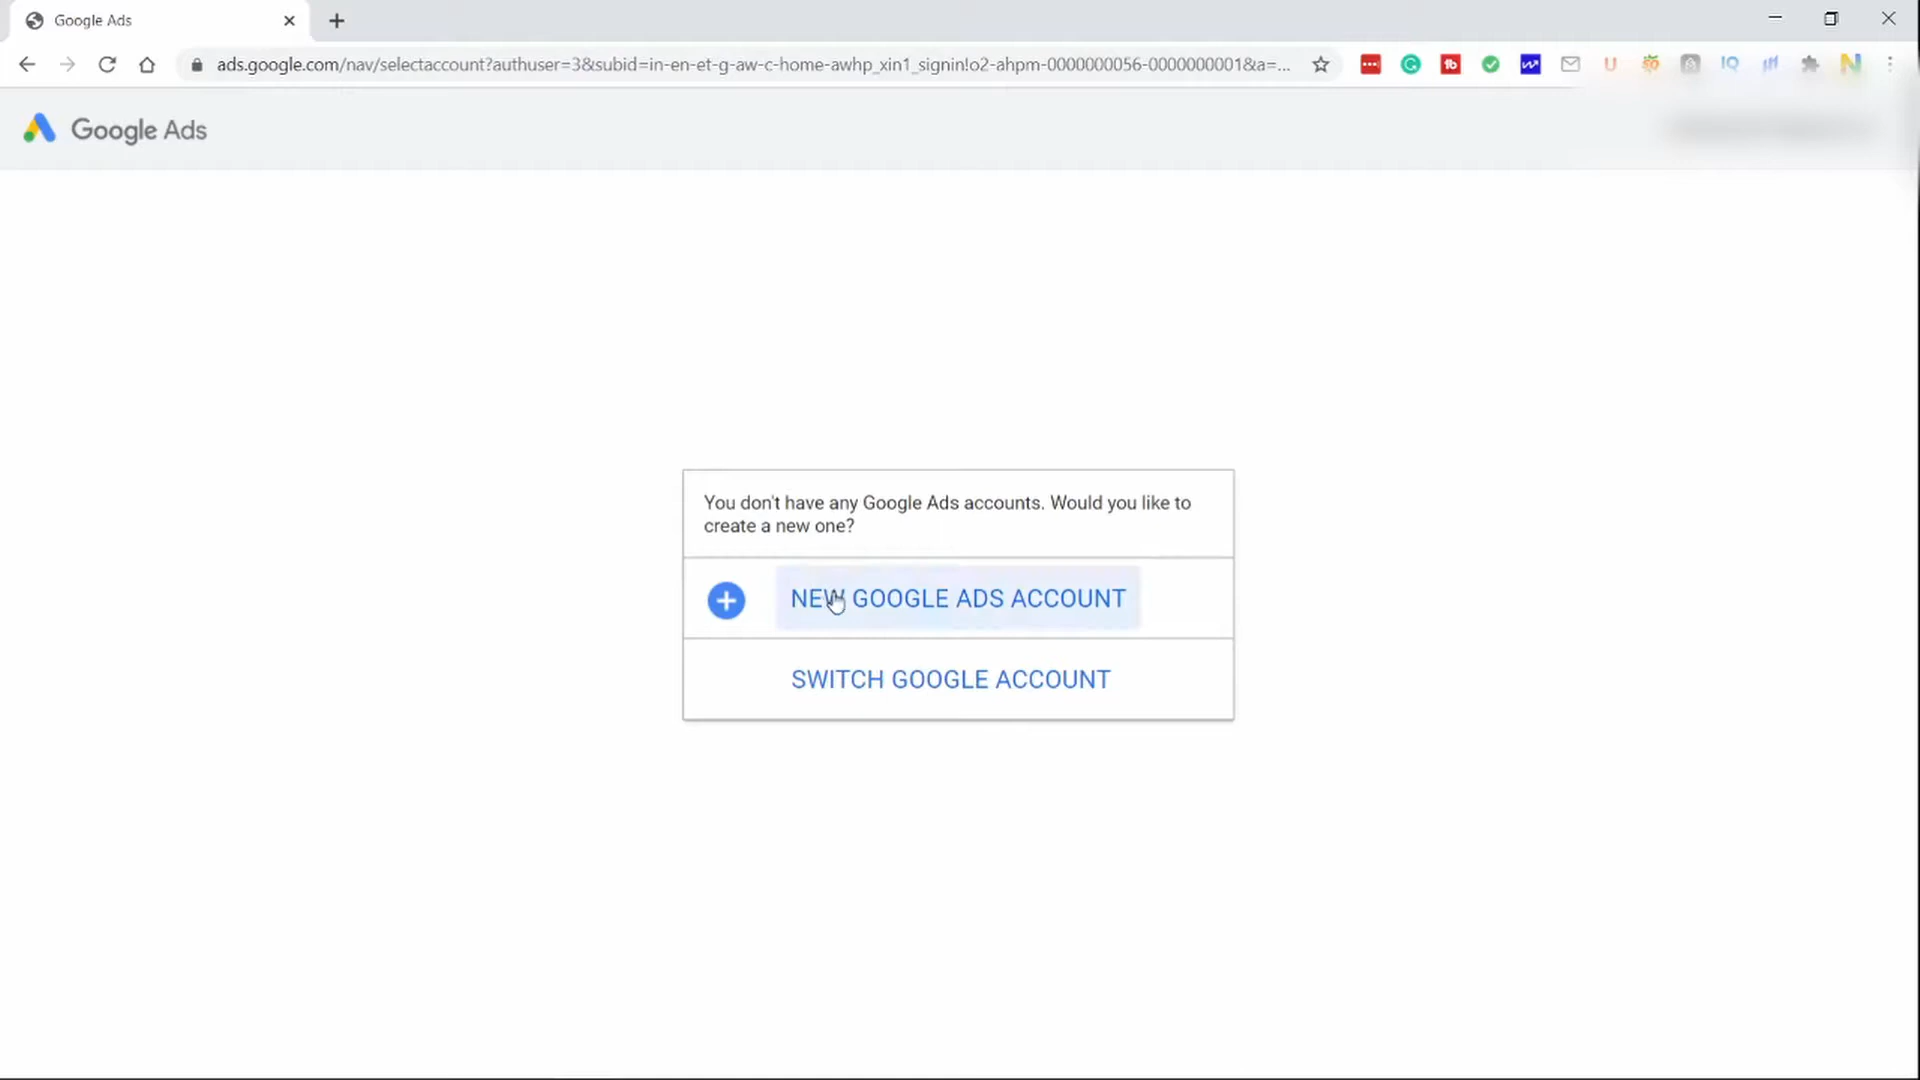 Google Ads
ads.google.com/nav/selectaccount?authuser=3&subid=in-en-et-g-aw-c-home-awhp_xin1_signin!o2-ahpm-0000000056-0000000001&a=...
Google Ads
You don't have any Google Ads accounts. Would you like to
create a new one?
NEW GOOGLE ADS ACCOUNT
SWITCH GOOGLE ACCOUNT